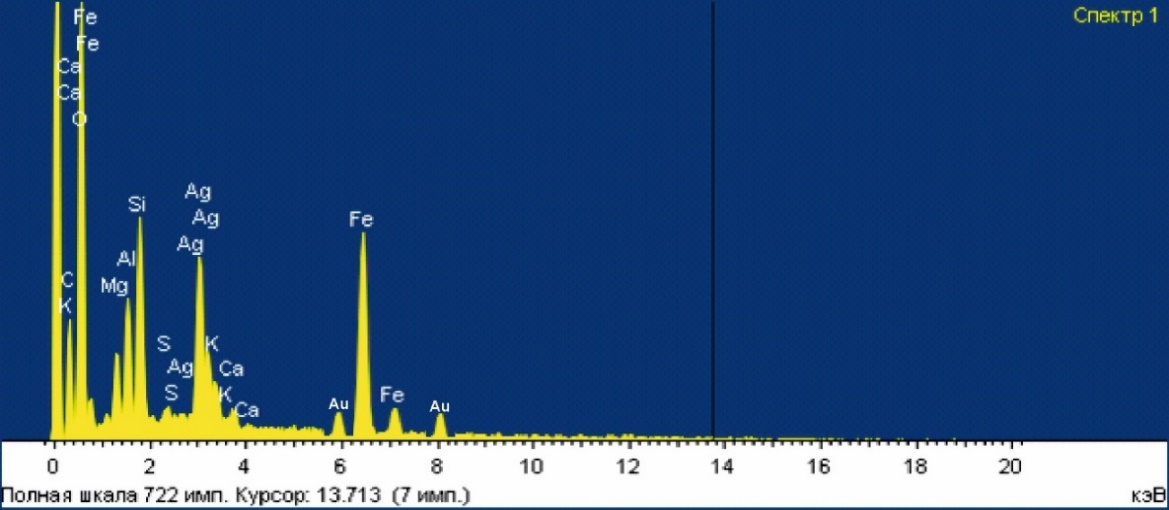 Спектр 1
Fe
Fe
Ca
Ca
O
Ag
Si
Ag
Fe
Ag
Al
C
Mg
K
S
K
Ag
Ca
S
K
Fe
Au
Au
Ca
0 2 4 6 8 10 12 14 16 18 20
Полная шкала 722 имп. Курсор: 13.713 (7 имп.)
кэВ